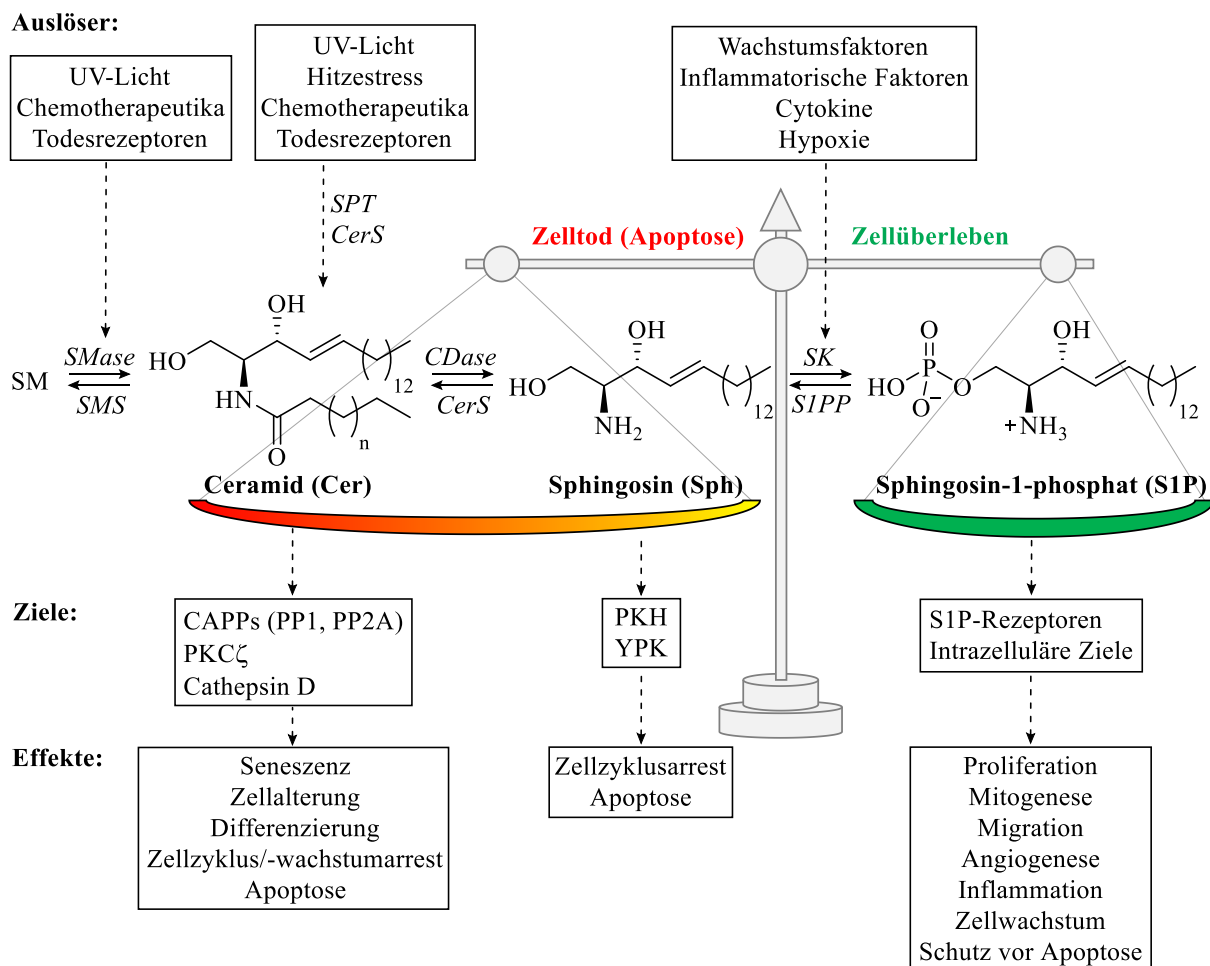 Auslöser:
UV-Licht
Chemotherapeutika
Todesrezeptoren
UV-Licht
Hitzestress
Chemotherapeutika
Todesrezeptoren
Wachstumsfaktoren
Inflammatorische Faktoren
Cytokine
Hypoxie
SPT
CerS
Zelltod (Apoptose)
Zellüberleben
SM
SMase
SMS
HO
OH
HN
O
12
n
CDase
CerS
HO
OH
NH2
12
SK
S1PP
O
HO
P
O−
O
OH
+NH3
12
Ceramid (Cer)
Sphingosin (Sph)
Sphingosin-1-phosphat (S1P)
Ziele:
CAPPs (PP1, PP2A)
PKCζ
Cathepsin D
PKH
YPK
S1P-Rezeptoren
Intrazelluläre Ziele
Effekte:
Seneszenz
Zellalterung
Differenzierung
Zellzyklus/-wachstumarrest
Apoptose
Zellzyklusarrest
Apoptose
Proliferation
Mitogenese
Migration
Angiogenese
Inflammation
Zellwachstum
Schutz vor Apoptose